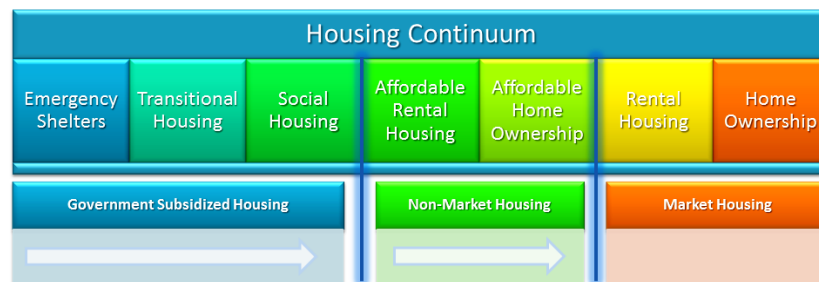 Housing Continuum
Emergency
Shelters
Transitional
Housing
Social
Housing
Affordable
Rental
Housing
Affordable
Home
Ownership
Rental
Housing
Home
Ownership
Government Subsidized Housing
Non-Market Housing
Market Housing